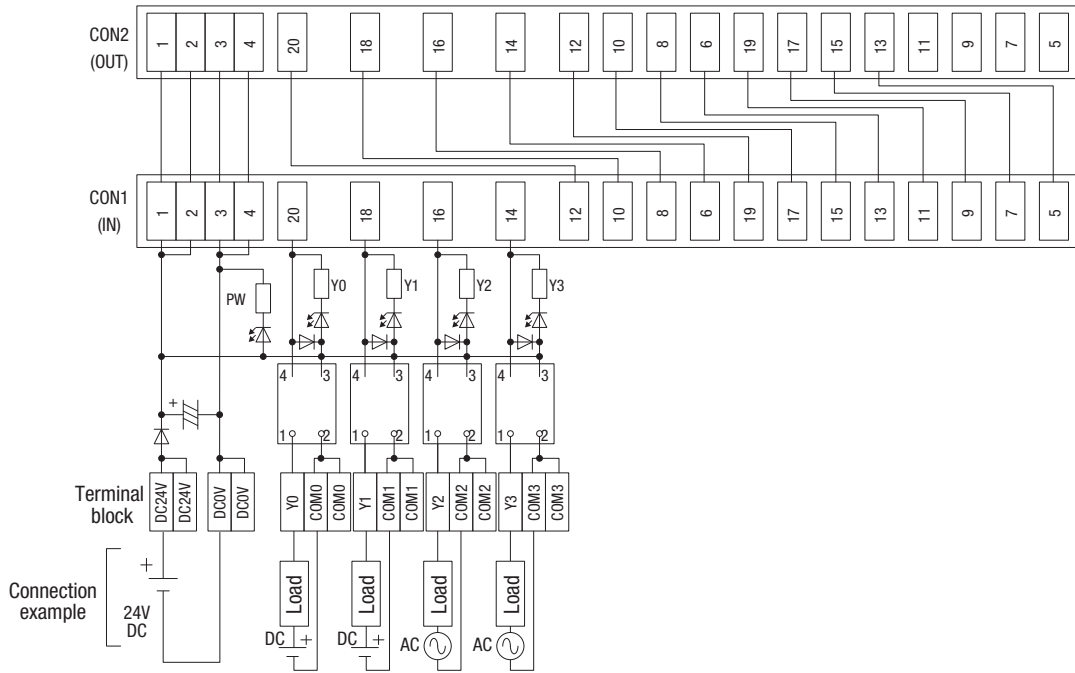 CON2
(OUT)
1 2 3 4 20 18 16 14 12 10 8 6 19 17 15 13 11 9 7 5
CON1
(IN)
1 2 3 4 20 18 16 14 12 10 8 6 19 17 15 13 11 9 7 5
PW Y0 Y1 Y2 Y3
4 3 4 3 4 3 4 3
+
1 2 1 2 1 2 1 2
Terminal
block
DC24V DC24V DC0V DC0V Y0 COM0 COM0 Y1 COM1 COM1 Y2 COM2 COM2 Y3 COM3 COM3
Connection
example
+
24V
DC
Load Load Load Load
DC + DC + AC AC